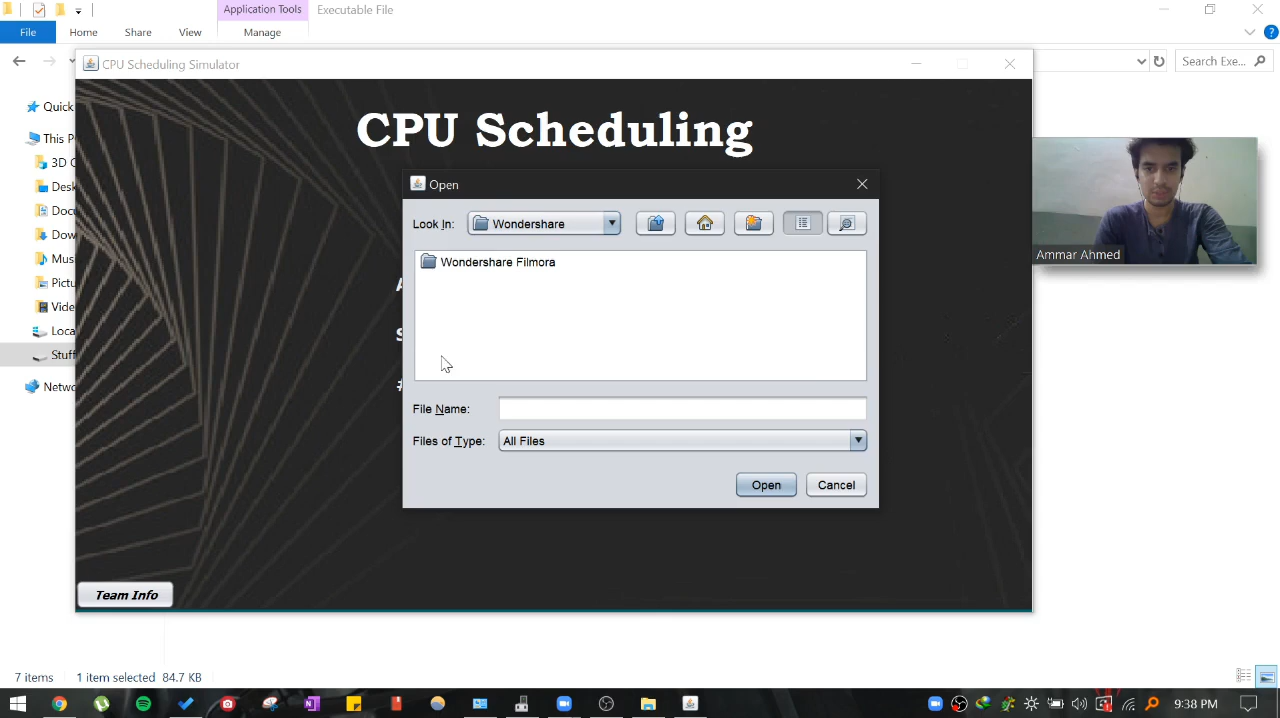 Application Tools
Executable File
File
Home
Share
View
Manage
CPU Scheduling Simulator
Search Exe...
Quick
This P
3D O
Desk
Docu
Dow
Mus
Pictu
Vide
Loca
Stuff
Netwo
CPU Scheduling
Open
Look In:
Wondershare
Wondershare Filmora
File Name:
Files of Type:
All Files
Open
Cancel
Ammar Ahmed
Team Info
7 items
1 item selected 84.7 KB
9:38 PM